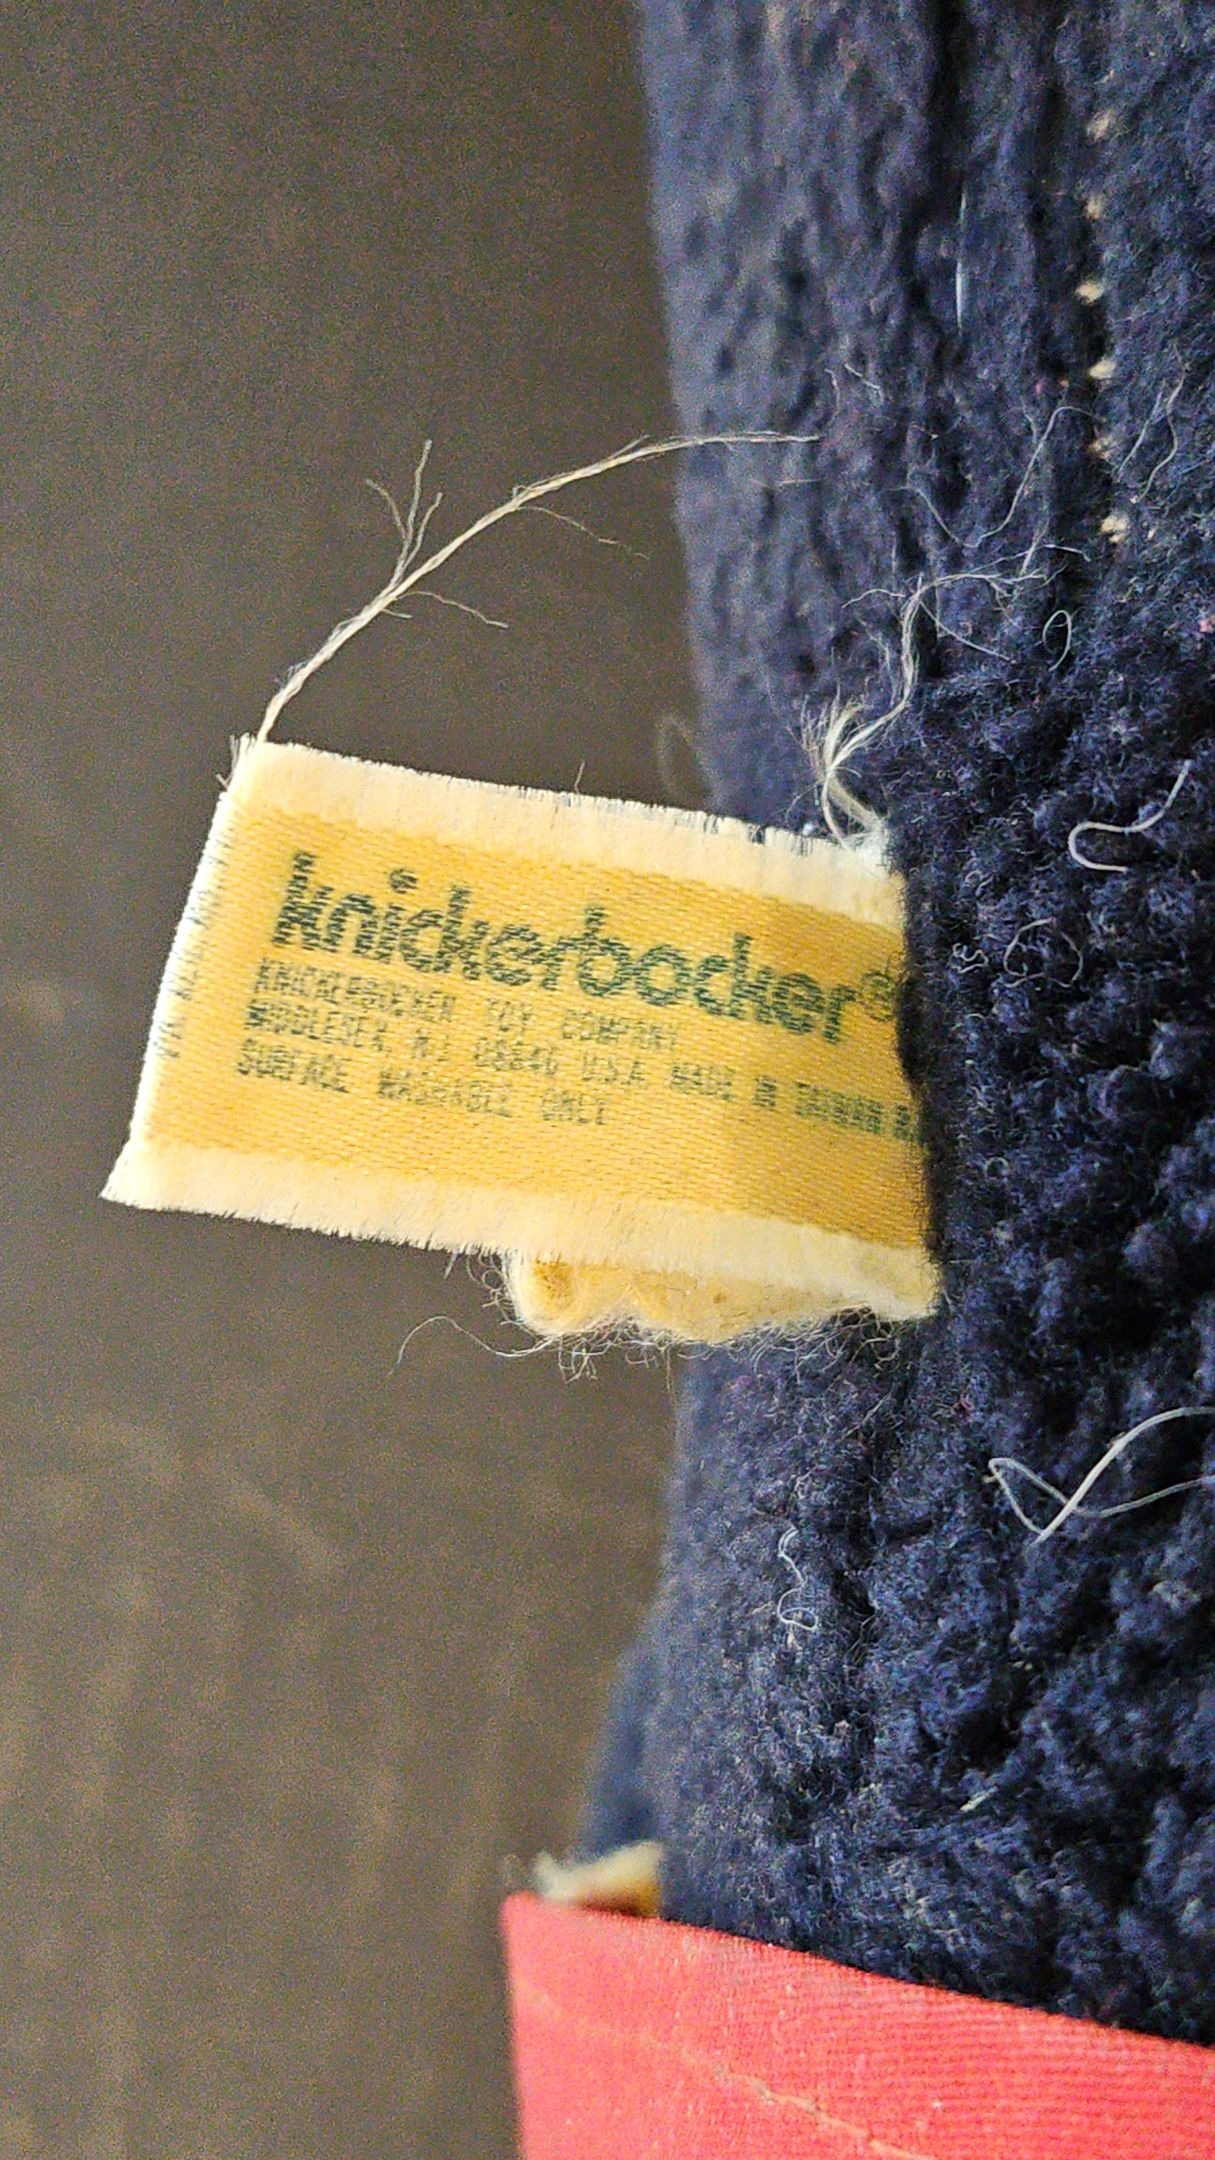 knickerbocker®
KNICKERBOCKER TOY COMPANY
MIDDLESEX, N.J. 08846 U.S.A. MADE IN TAIWAN
SURFACE WASHABLE ONLY